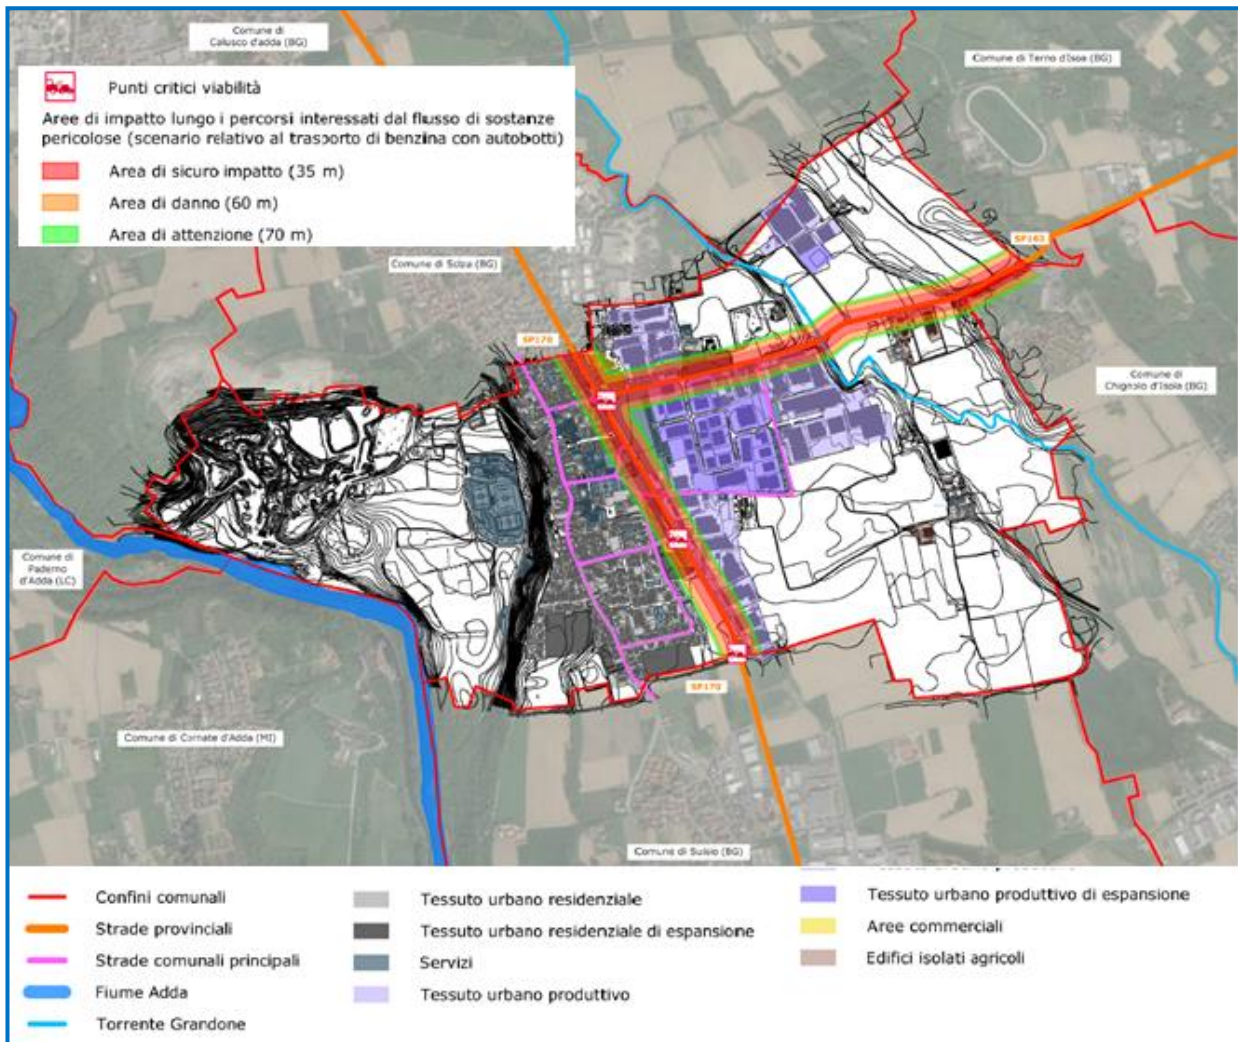 Comune di
Calusco d'adda (BG)
Comune di Terno d'Isoa (BG)
Punti critici viabilità
Aree di impatto lungo i percorsi interessati dal flusso di sostanze
pericolose (scenario relativo al trasporto di benzina con autobotti)
Area di sicuro impatto (35 m)
Area di danno (60 m)
Area di attenzione (70 m)
Comune di Solza (BG)
SP170
Comune di
Chignolo d'Isola (BG)
Comune di
Paderno
d'Adda (LC)
SP170
Comune di Cornate d'Adda (MI)
Comune di Suisio (BG)
Confini comunali
Strade provinciali
Strade comunali principali
Fiume Adda
Torrente Grandone
Tessuto urbano residenziale
Tessuto urbano residenziale di espansione
Servizi
Tessuto urbano produttivo
Tessuto urbano produttivo di espansione
Aree commerciali
Edifici isolati agricoli